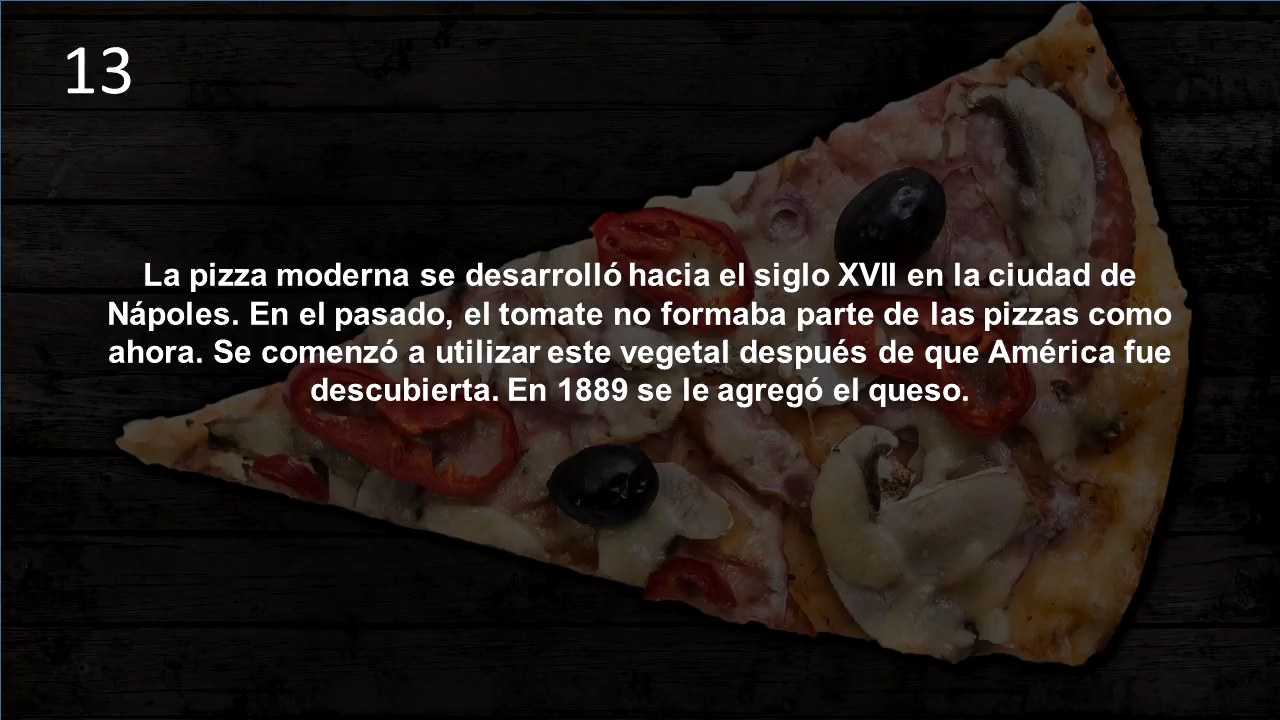 13
La pizza moderna se desarrolló hacia el siglo XVII en la ciudad de
Nápoles. En el pasado, el tomate no formaba parte de las pizzas como
ahora. Se comenzó a utilizar este vegetal después de que América fue
descubierta. En 1889 se le agregó el queso.